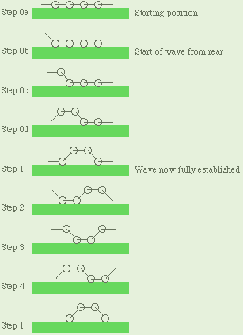 Step 0a
Starting position
Step 0b
Start of wave from rear
Step 0c
Step 0d
Step 1
Wave now fully established
Step 2
Step 3
Step 4
Step 1